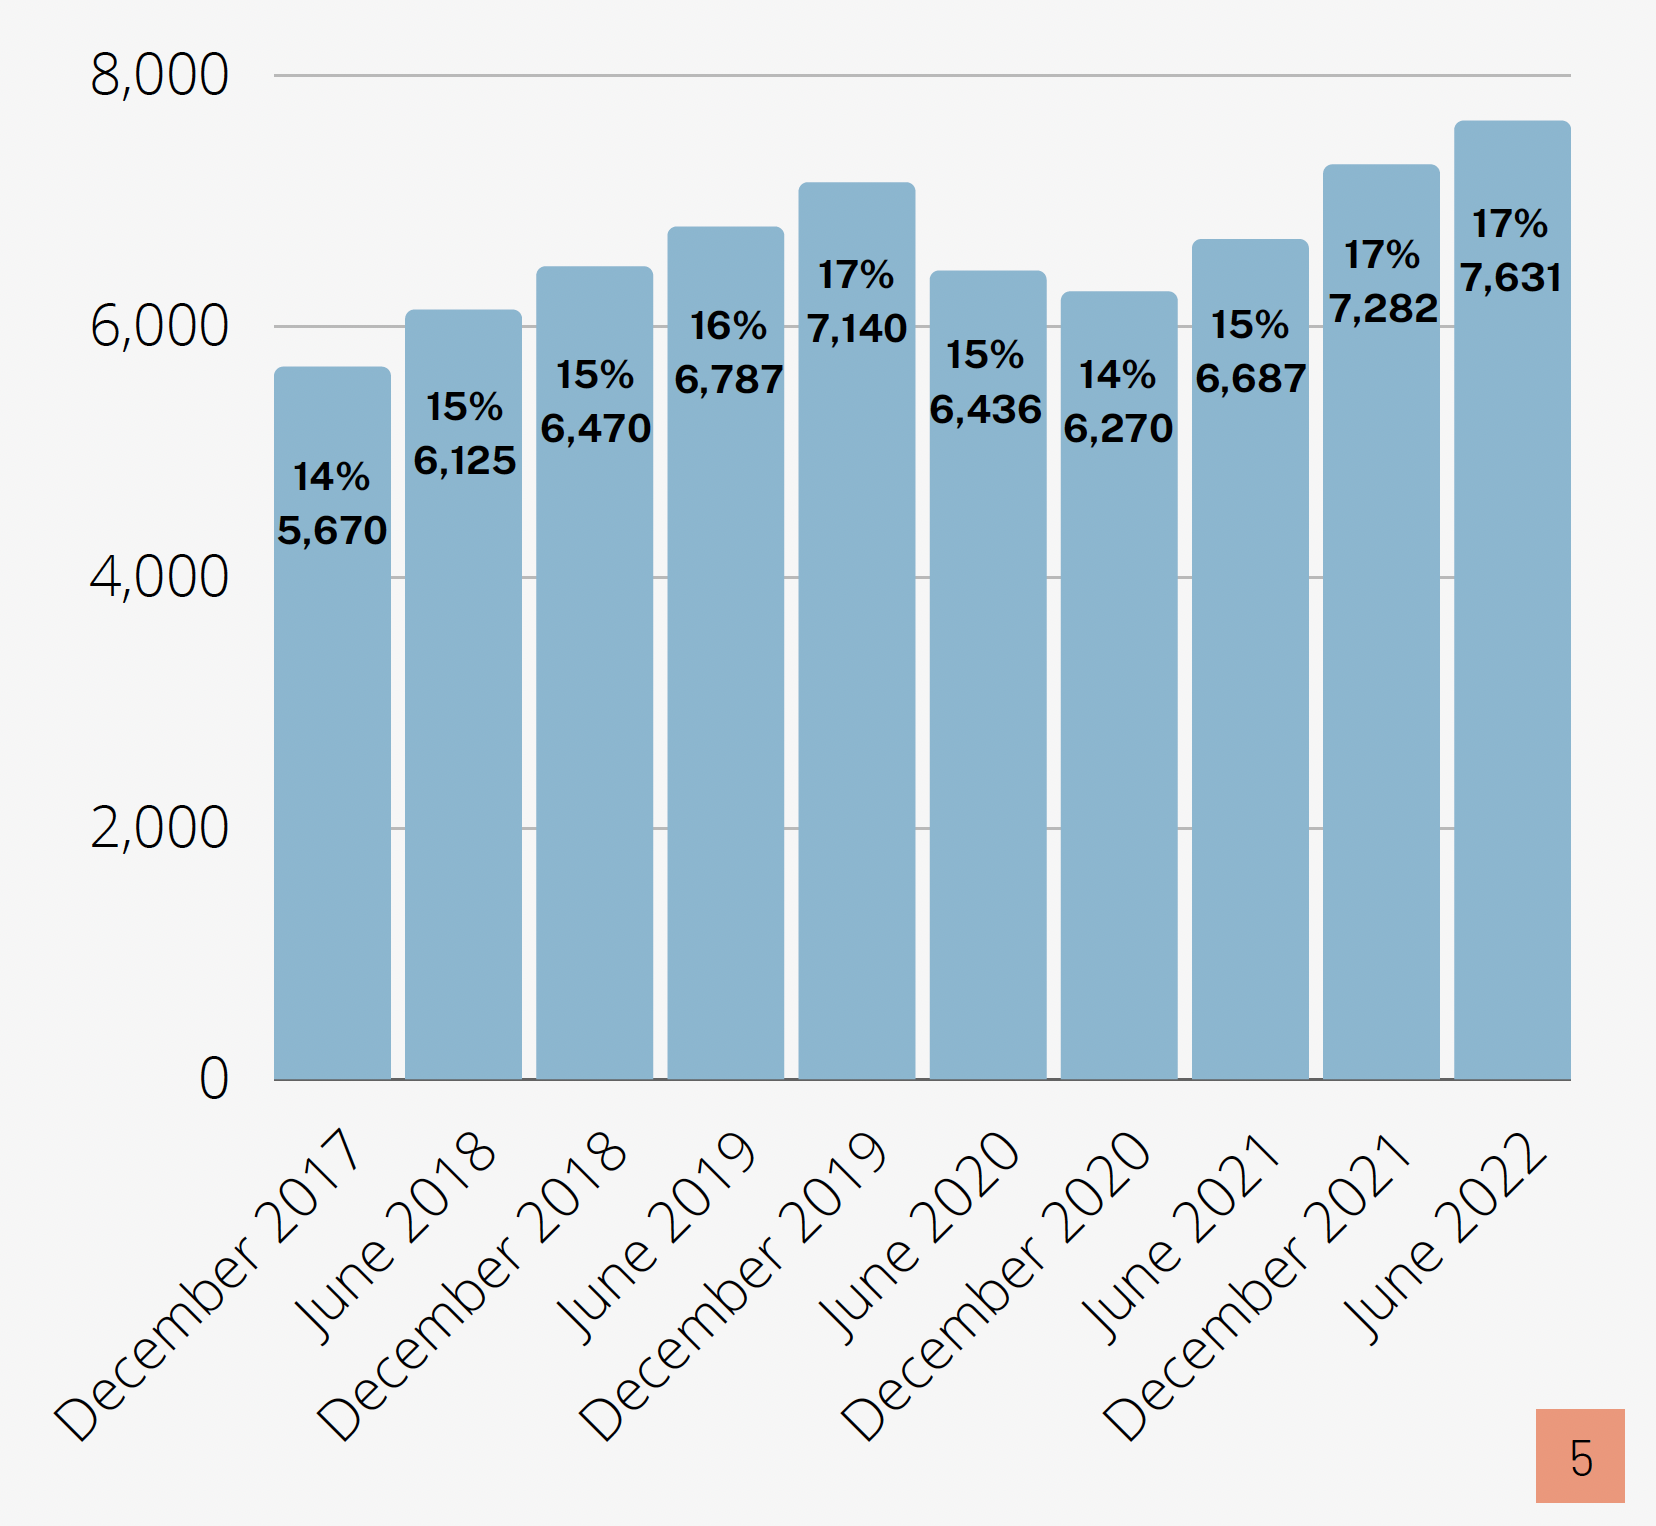 8,000
6,000
4,000
2,000
0
14%
5,670
15%
6,125
15%
6,470
16%
6,787
17%
7,140
15%
6,436
14%
6,270
15%
6,687
17%
7,282
17%
7,631
December 2017
June 2018
December 2018
June 2019
December 2019
June 2020
December 2020
June 2021
December 2021
June 2022
5